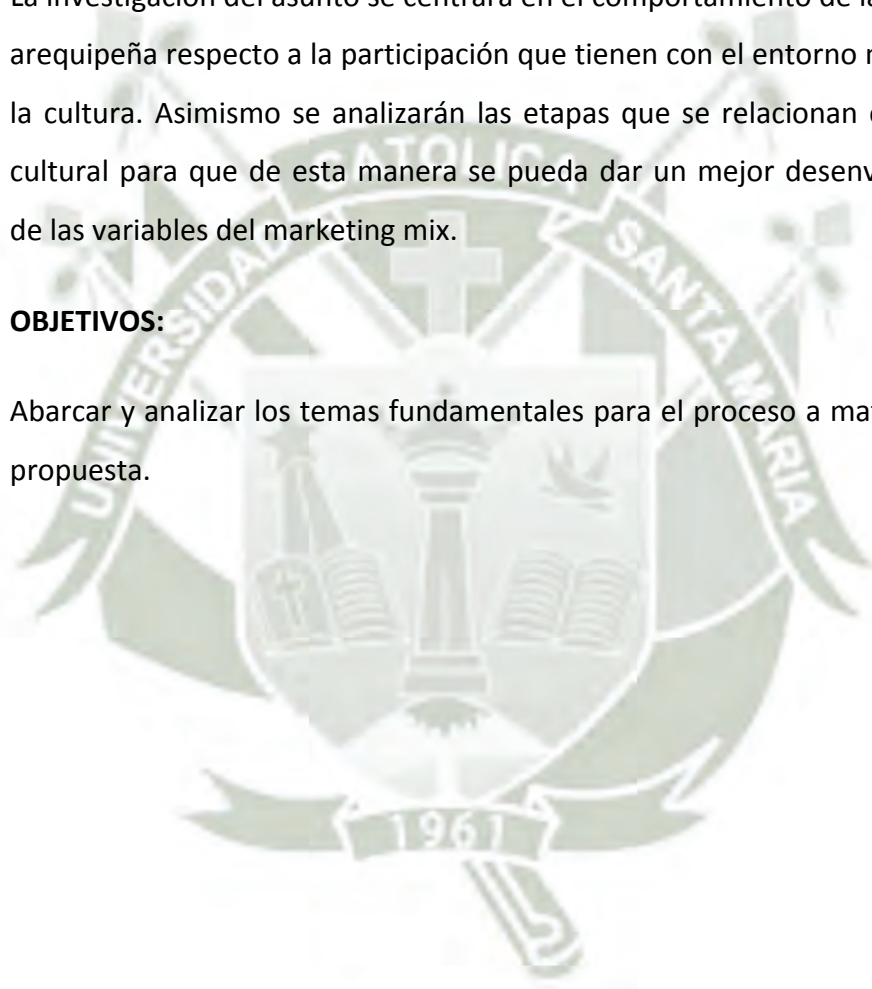 La investigación del asunto se centrará en el comportamiento de la
arequipeña respecto a la participación que tienen con el entorno
la cultura. Asimismo se analizarán las etapas que se relacionan
cultural para que de esta manera se pueda dar un mejor
de las variables del marketing mix.
OBJETIVOS:
Abarcar y analizar los temas fundamentales para el proceso a
propuesta.
UNIVERSIDAD CATOLICA SANTA MARIA
1961